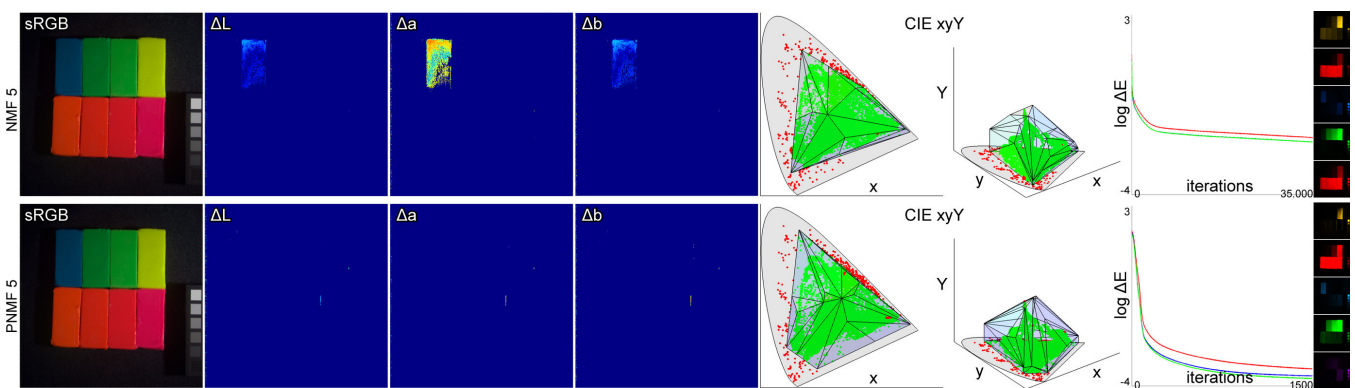 sRGB ΔL Δa Δb CIE xyY 3
NMF 5
Y
log ΔE
y x
x -4 0 iterations 35.000
sRGB ΔL Δa Δb CIE xyY 3
PNMF 5
Y
log ΔE
y x
x -4 0 iterations 1500